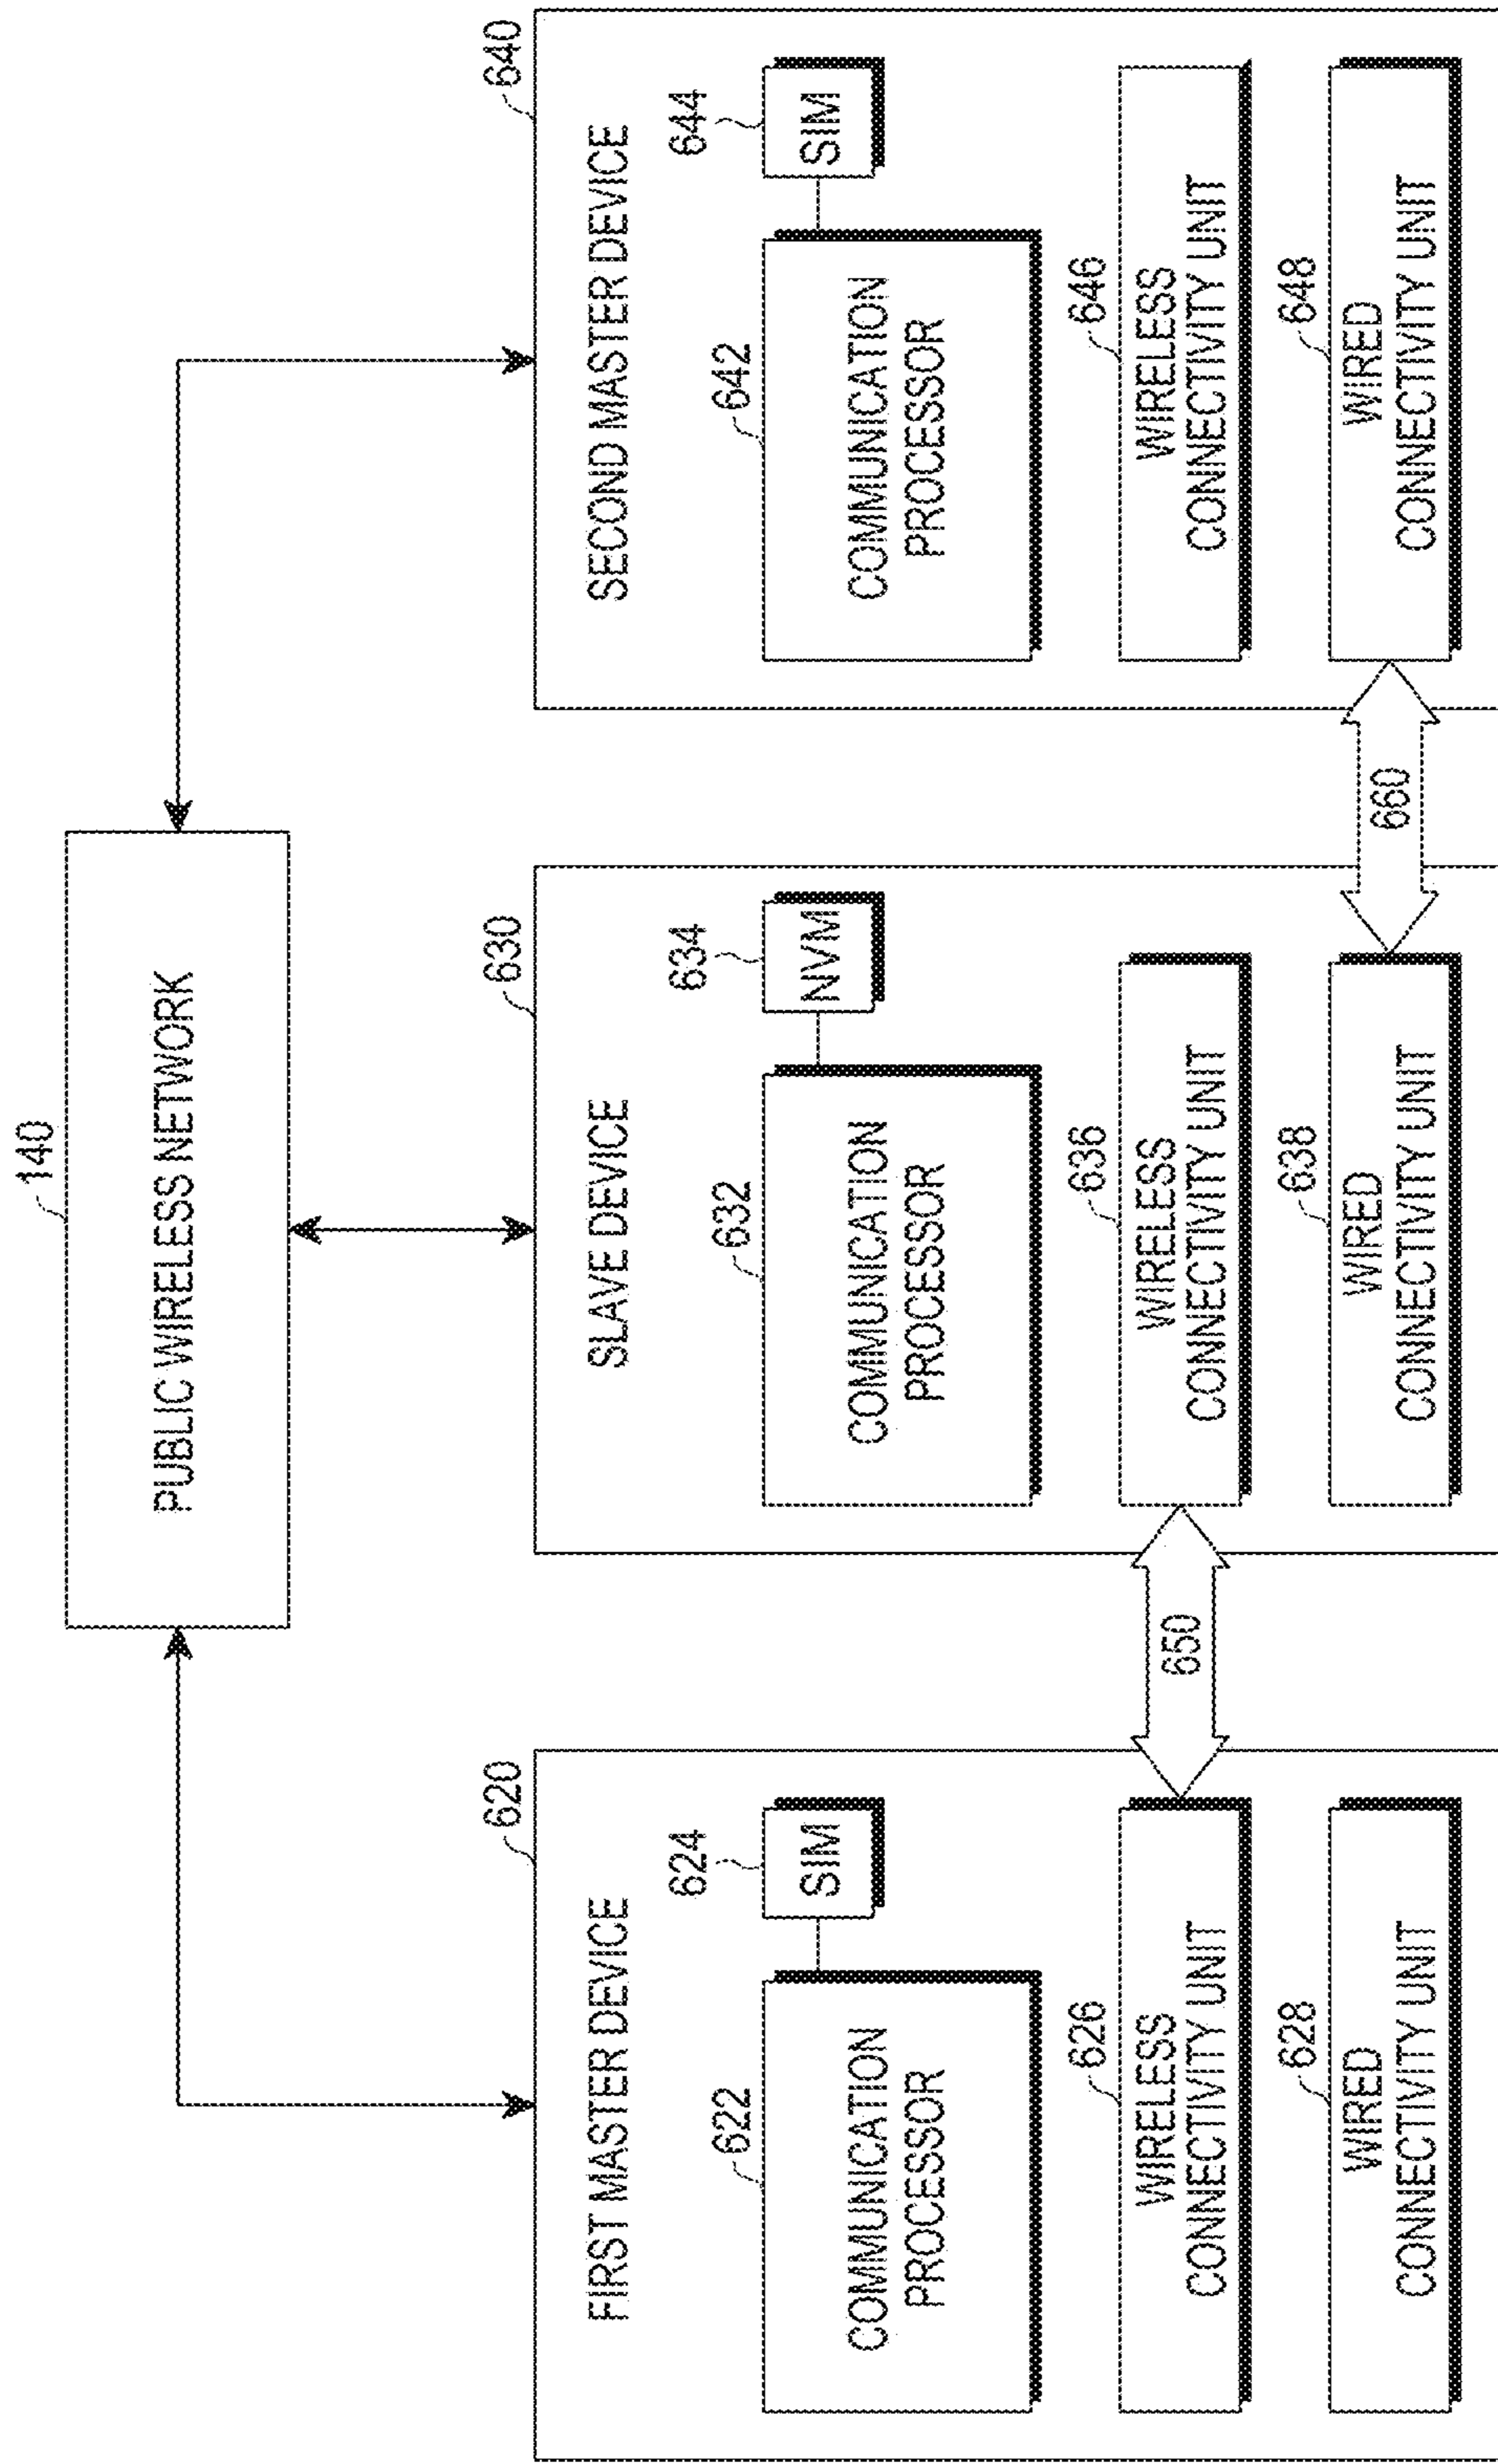 140
PUBLIC WIRELESS NETWORK
620
FIRST MASTER DEVICE
624
SIM
622
COMMUNICATION
PROCESSOR
626
WIRELESS
CONNECTIVITY UNIT
628
WIRED
CONNECTIVITY UNIT
650
630
SLAVE DEVICE
634
NVM
632
COMMUNICATION
PROCESSOR
636
WIRELESS
CONNECTIVITY UNIT
638
WIRED
CONNECTIVITY UNIT
660
640
SECOND MASTER DEVICE
644
SIM
642
COMMUNICATION
PROCESSOR
646
WIRELESS
CONNECTIVITY UNIT
648
WIRED
CONNECTIVITY UNIT